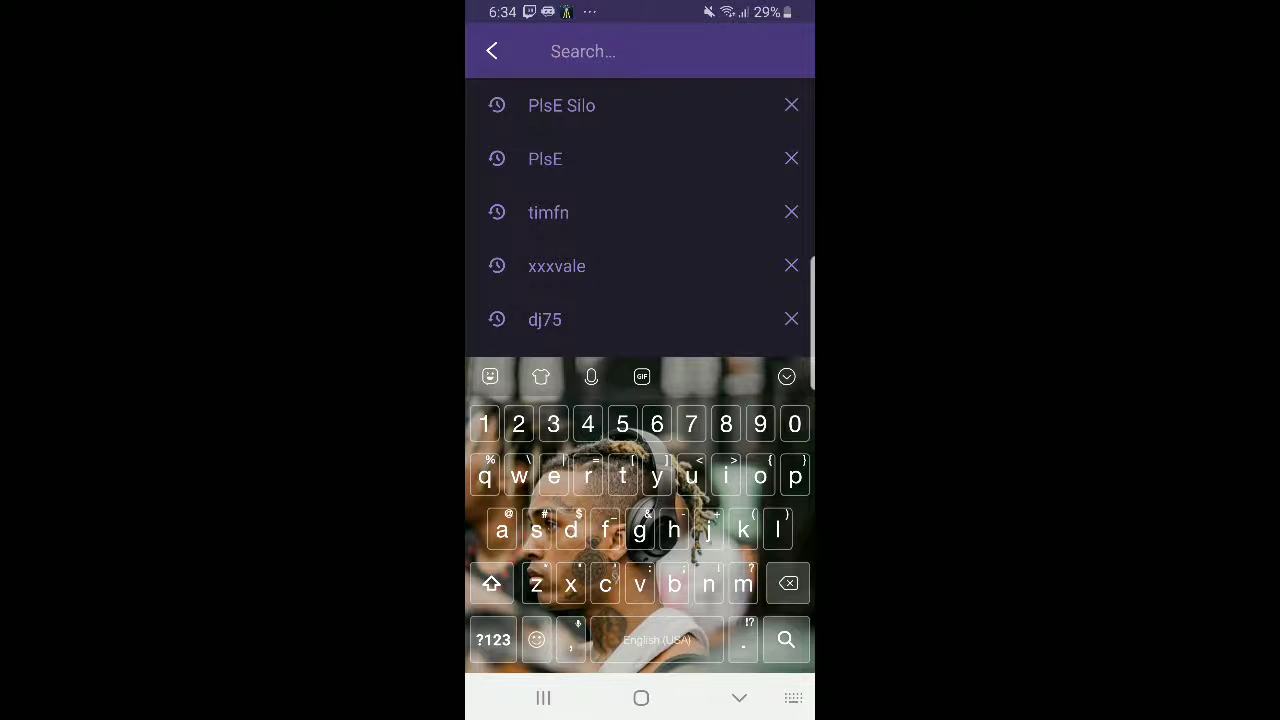 6:34 ... 29%
Search...
PlsE Silo
PlsE
timfn
xxxvale
dj75
GIF
1 2 3 4 5 6 7 8 9 0
% \ | = [ ] < > { }
q w e r t y u i o p
@ # $ _ & - + ( )
a s d f g h j k l
* " ' : ; ! ?
z x c v b n m
!?
?123 , English (USA) .